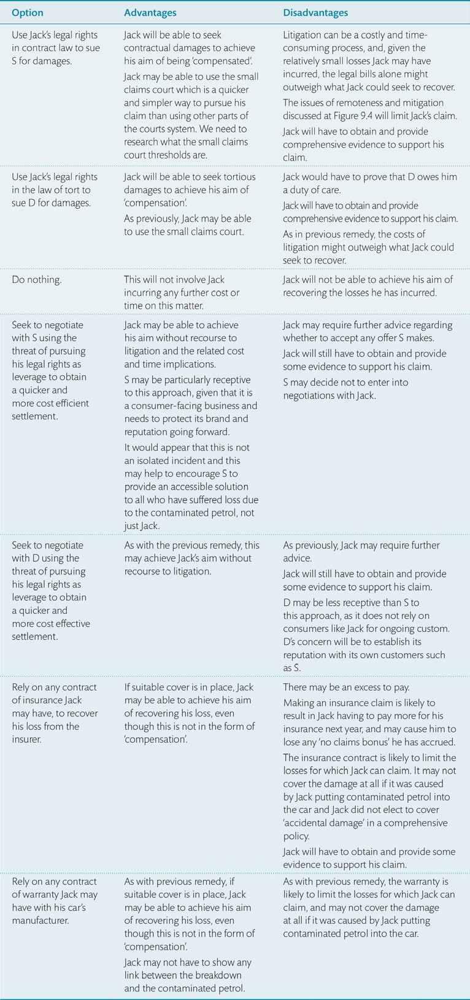 Option Advantages Disadvantages
Use Jack's legal rights
in contract law to sue
S for damages.
Jack will be able to seek
contractual damages to achieve
his aim of being 'compensated'.
Jack may be able to use the small
claims court which is a quicker
and simpler way to pursue his
claim than using other parts of
the courts system. We need to
research what the small claims
court thresholds are.
Litigation can be a costly and time-
consuming process, and, given the
relatively small losses Jack may have
incurred, the legal bills alone might
outweigh what Jack could seek to recover.
The issues of remoteness and mitigation
discussed at Figure 9.4 will limit Jack's claim.
Jack will have to obtain and provide
comprehensive evidence to support his
claim.
Use Jack's legal rights
in the law of tort to
sue D for damages.
Jack will be able to seek tortious
damages to achieve his aim of
'compensation'.
As previously, Jack may be able
to use the small claims court.
Jack would have to prove that D owes him
a duty of care.
Jack will have to obtain and provide
comprehensive evidence to support his claim.
As in previous remedy, the costs of
litigation might outweigh what Jack could
seek to recover.
Do nothing.
This will not involve Jack
incurring any further cost or
time on this matter.
Jack will not be able to achieve his aim of
recovering the losses he has incurred.
Seek to negotiate
with S using the
threat of pursuing
his legal rights as
leverage to obtain
a quicker and
more cost efficient
settlement.
Jack may be able to achieve
his aim without recourse to
litigation and the related cost
and time implications.
S may be particularly receptive
to this approach, given that it is
a consumer-facing business and
needs to protect its brand and
reputation going forward.
It would appear that this is not
an isolated incident and this
may help to encourage S to
provide an accessible solution
to all who have suffered loss due
to the contaminated petrol, not
just Jack.
Jack may require further advice regarding
whether to accept any offer S makes.
Jack will still have to obtain and provide
some evidence to support his claim.
S may decide not to enter into
negotiations with Jack.
Seek to negotiate
with D using the
threat of pursuing
his legal rights as
leverage to obtain
a quicker and
more cost effective
settlement.
As with the previous remedy, this
may achieve Jack's aim without
recourse to litigation.
As previously, Jack may require further
advice.
Jack will still have to obtain and provide
some evidence to support his claim.
D may be less receptive than S to
this approach, as it does not rely on
consumers like Jack for ongoing custom.
D's concern will be to establish its
reputation with its own customers such
as S.
Rely on any contract
of insurance Jack
may have, to recover
his loss from the
insurer.
If suitable cover is in place, Jack
may be able to achieve his aim
of recovering his loss, even
though this is not in the form of
'compensation'.
There may be an excess to pay.
Making an insurance claim is likely to
result in Jack having to pay more for his
insurance next year, and may cause him to
lose any 'no claims bonus' he has accrued.
The insurance contract is likely to limit the
losses for which Jack can claim. It may not
cover the damage at all if it was caused
by Jack putting contaminated petrol into
the car and Jack did not elect to cover
'accidental damage' in a comprehensive
policy.
Jack will have to obtain and provide some
evidence to support his claim.
Rely on any contract
of warranty Jack may
have with his car's
manufacturer.
As with previous remedy, if
suitable cover is in place, Jack
may be able to achieve his aim
of recovering his loss, even
though this is not in the form of
'compensation'.
Jack may not have to show any
link between the breakdown
and the contaminated petrol.
As with previous remedy, the warranty is
likely to limit the losses for which Jack can
claim, and may not cover the damage
at all if it was caused by Jack putting
contaminated petrol into the car.